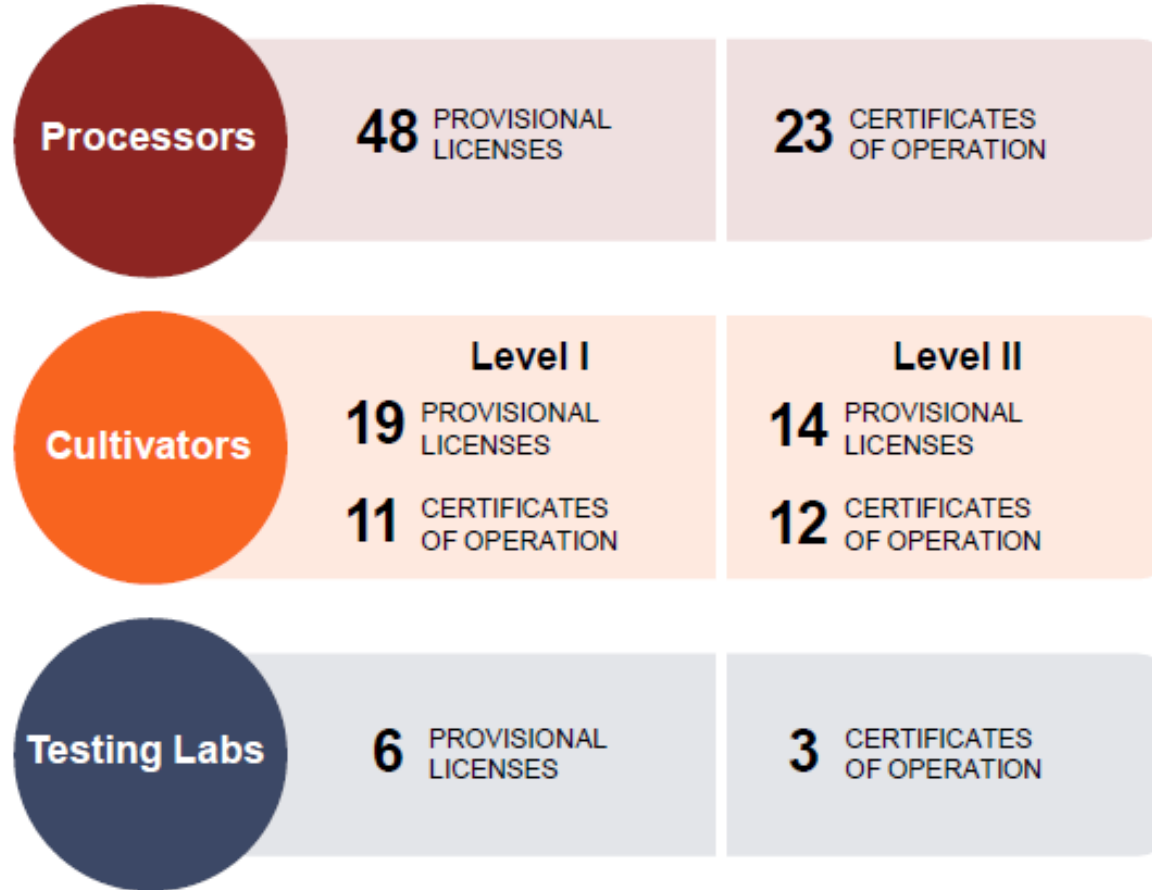 Processors
48 PROVISIONAL
LICENSES
23 CERTIFICATES
OF OPERATION
Cultivators
Level I
19 PROVISIONAL
LICENSES
11 CERTIFICATES
OF OPERATION
Level II
14 PROVISIONAL
LICENSES
12 CERTIFICATES
OF OPERATION
Testing Labs
6 PROVISIONAL
LICENSES
3 CERTIFICATES
OF OPERATION